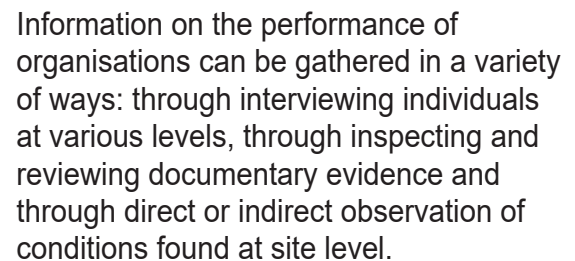 Information on the performance of
organisations can be gathered in a variety
of ways: through interviewing individuals
at various levels, through inspecting and
reviewing documentary evidence and
through direct or indirect observation of
conditions found at site level.